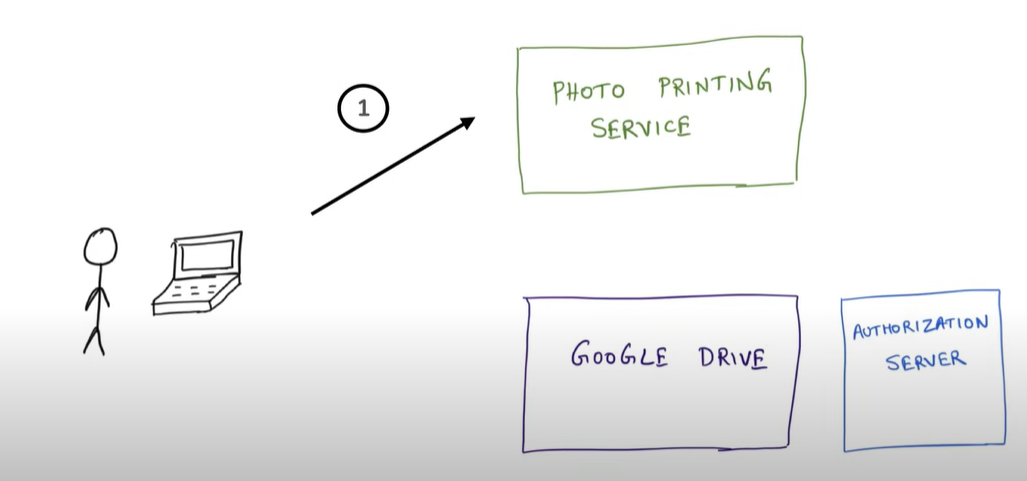 1
PHOTO PRINTING
SERVICE
GOOGLE DRIVE
AUTHORIZATION
SERVER